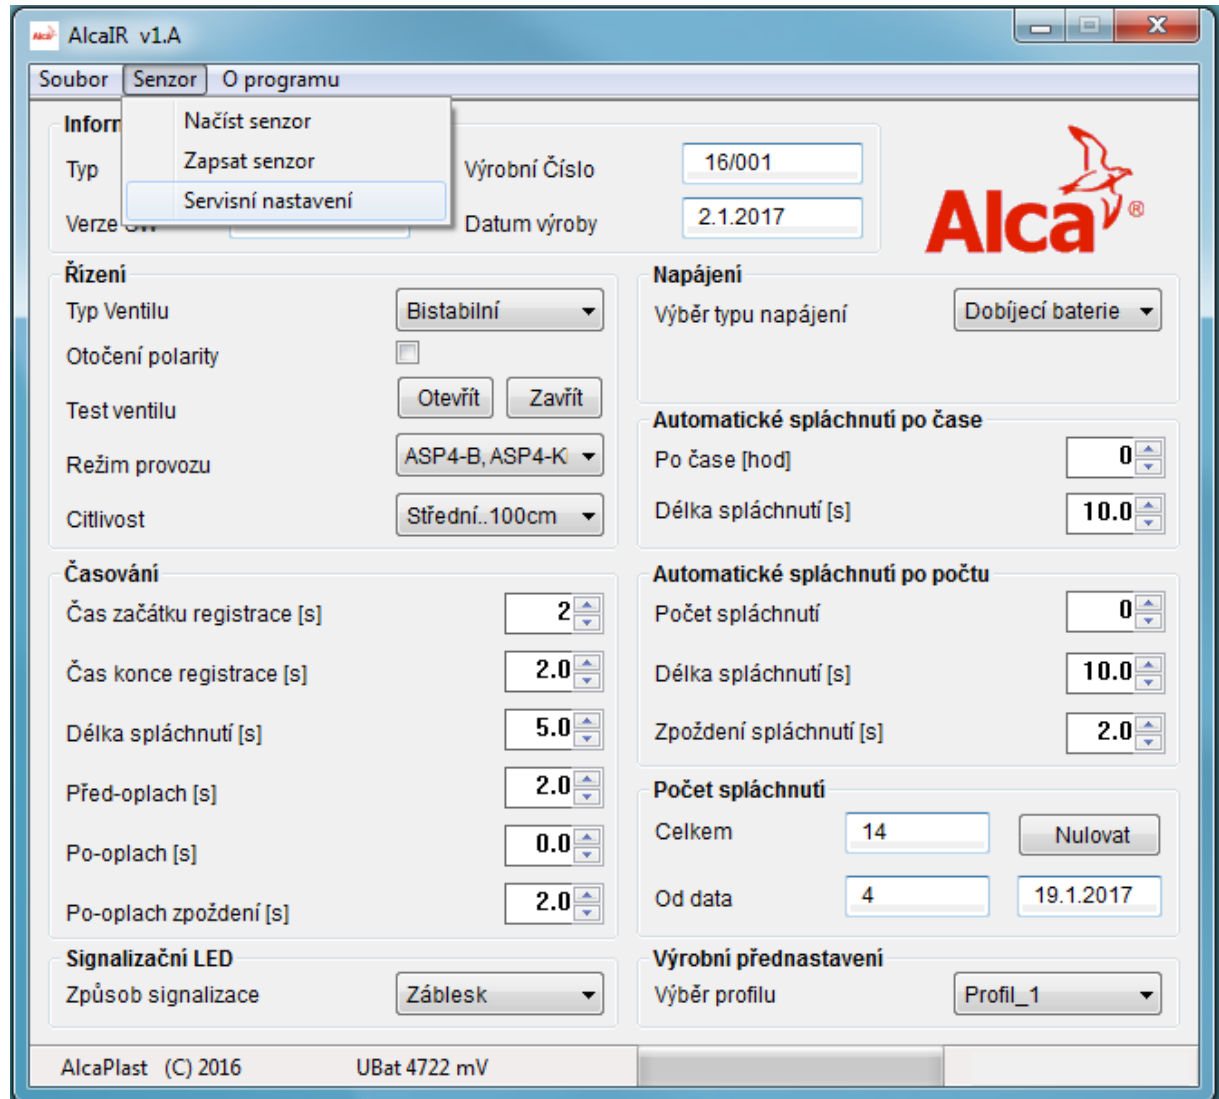 Alca AlcaIR v1.A
Soubor Senzor O programu
Inform
Načíst senzor
Zapsat senzor
Servisní nastavení
Typ
Výrobní Číslo 16/001
Verze SW
Datum výroby 2.1.2017
Alca®
Řízení
Typ Ventilu Bistabilní
Otočení polarity
Test ventilu Otevřít Zavřít
Režim provozu ASP4-B, ASP4-K
Citlivost Střední..100cm
Napájení
Výběr typu napájení Dobíjecí baterie
Automatické spláchnutí po čase
Po čase [hod] 0
Délka spláchnutí [s] 10.0
Časování
Čas začátku registrace [s] 2
Čas konce registrace [s] 2.0
Délka spláchnutí [s] 5.0
Před-oplach [s] 2.0
Po-oplach [s] 0.0
Po-oplach zpoždení [s] 2.0
Automatické spláchnutí po počtu
Počet spláchnutí 0
Délka spláchnutí [s] 10.0
Zpoždení spláchnutí [s] 2.0
Počet spláchnutí
Celkem 14 Nulovat
Od data 4 19.1.2017
Signalizační LED
Způsob signalizace Záblesk
Výrobní přednastavení
Výběr profilu Profil_1
AlcaPlast (C) 2016 UBat 4722 mV